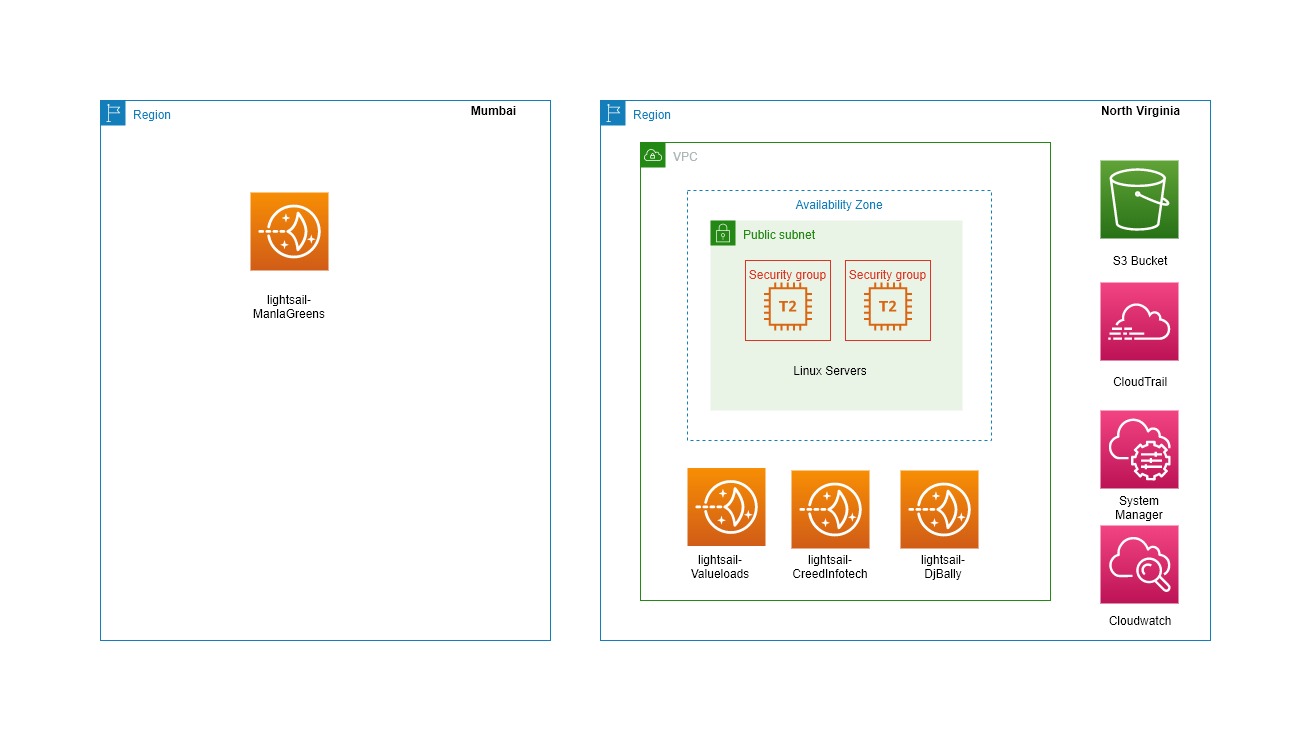 Region
Mumbai
lightsail-
ManlaGreens
Region
North Virginia
VPC
Availability Zone
Public subnet
Security group
T2
Security group
T2
Linux Servers
lightsail-
Valueloads
lightsail-
CreedInfotech
lightsail-
DjBally
S3 Bucket
CloudTrail
System
Manager
Cloudwatch